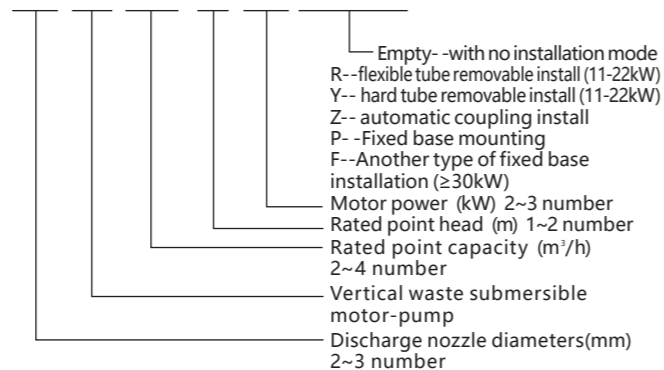 Empty- -with no installation mode
R--flexible tube removable install (11-22kW)
Y-- hard tube removable install (11-22kW)
Z-- automatic coupling install
P- -Fixed base mounting
F--Another type of fixed base
installation (≥30kW)
Motor power (kW) 2~3 number
Rated point head (m) 1~2 number
Rated point capacity (m³/h)
2~4 number
Vertical waste submersible
motor-pump
Discharge nozzle diameters(mm)
2~3 number